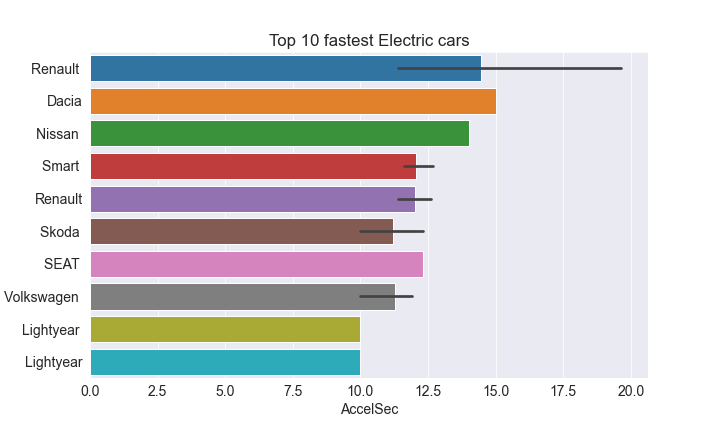 Top 10 fastest Electric cars
Renault
Dacia
Nissan
Smart
Renault
Skoda
SEAT
Volkswagen
Lightyear
Lightyear
0.0 2.5 5.0 7.5 10.0 12.5 15.0 17.5 20.0
AccelSec